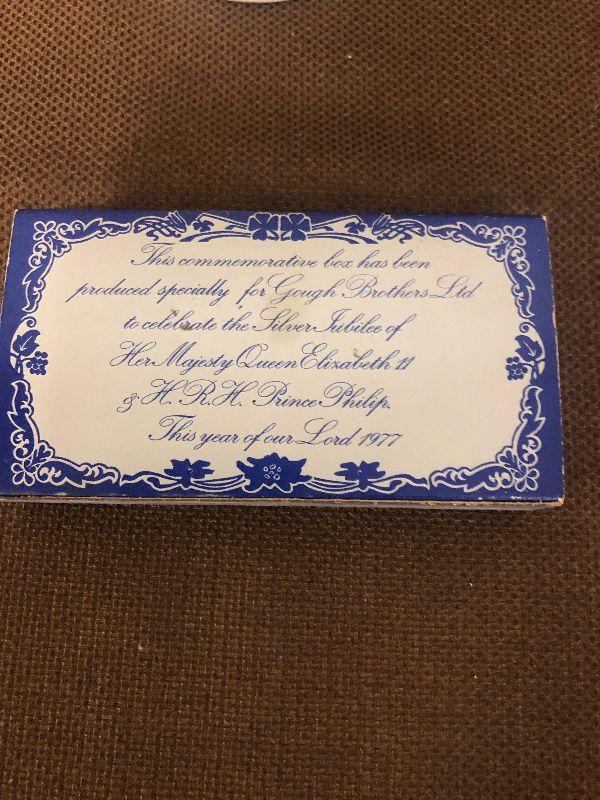 This commemorative box has been
produced specially for Gough Brothers Ltd
to celebrate the Silver Jubilee of
Her Majesty Queen Elizabeth 11
& H. R. H. Prince Philip.
This year of our Lord 1977